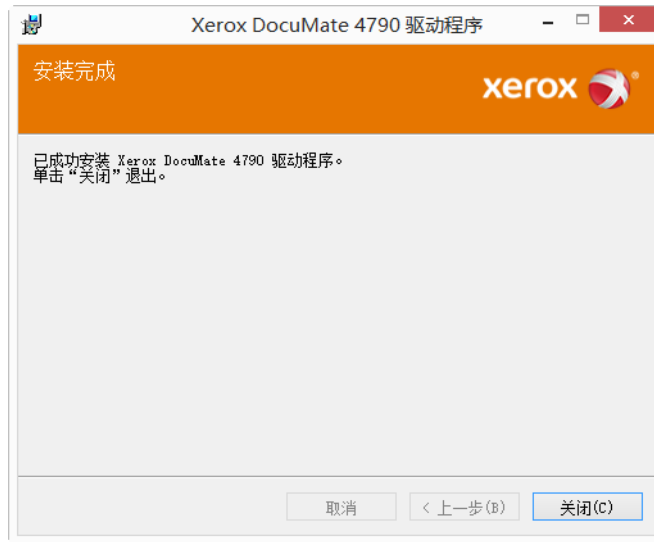 Xerox DocuMate 4790 驱动程序
安装完成
xerox
已成功安装 Xerox DocuMate 4790 驱动程序。
单击“关闭”退出。
取消
< 上一步(B)
关闭(C)